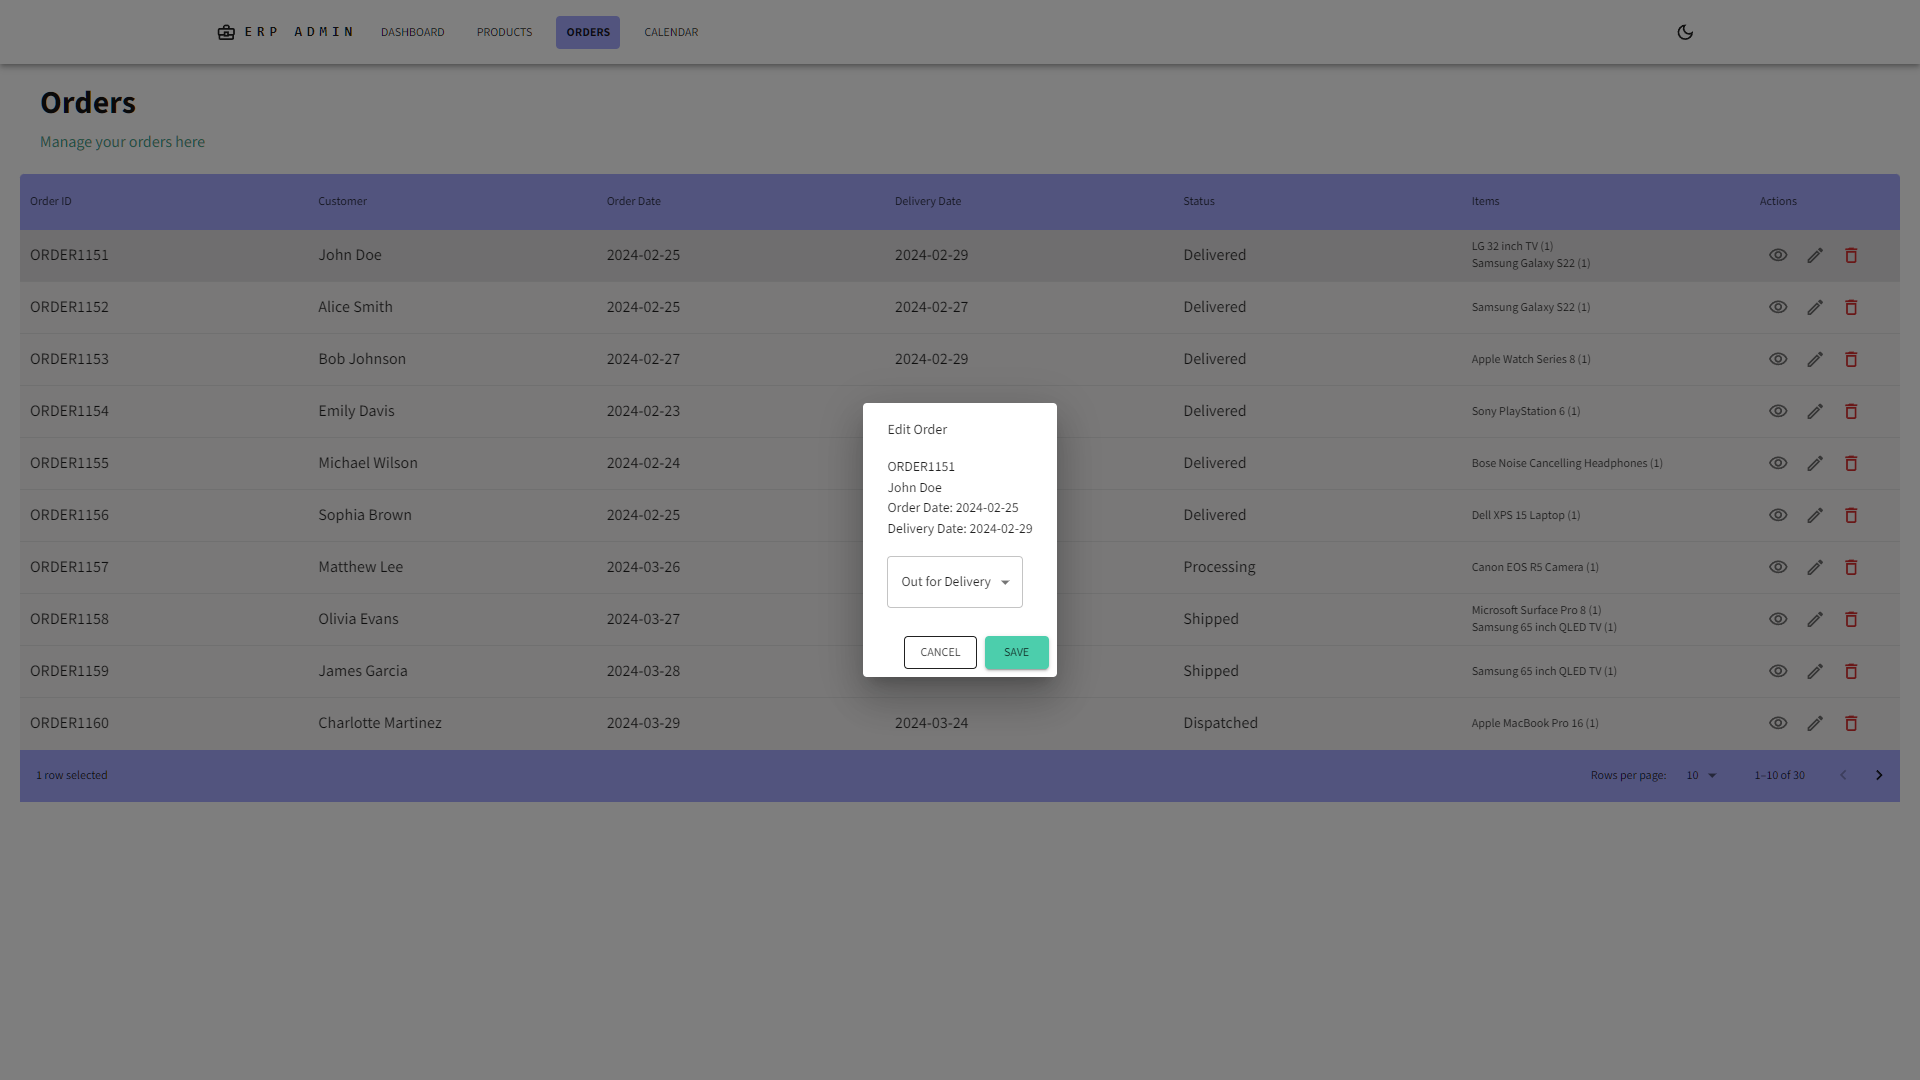 ERP ADMIN
DASHBOARD
PRODUCTS
ORDERS
CALENDAR
Orders
Manage your orders here
Order ID
Customer
Order Date
Delivery Date
Status
Items
Actions
ORDER1151
John Doe
2024-02-25
2024-02-29
Delivered
LG 32 inch TV (1)
Samsung Galaxy S22 (1)
ORDER1152
Alice Smith
2024-02-25
2024-02-27
Delivered
Samsung Galaxy S22 (1)
ORDER1153
Bob Johnson
2024-02-27
2024-02-29
Delivered
Apple Watch Series 8 (1)
ORDER1154
Emily Davis
2024-02-23
Delivered
Sony PlayStation 6 (1)
ORDER1155
Michael Wilson
2024-02-24
Delivered
Bose Noise Cancelling Headphones (1)
ORDER1156
Sophia Brown
2024-02-25
Delivered
Dell XPS 15 Laptop (1)
ORDER1157
Matthew Lee
2024-03-26
Processing
Canon EOS R5 Camera (1)
ORDER1158
Olivia Evans
2024-03-27
Shipped
Microsoft Surface Pro 8 (1)
Samsung 65 inch QLED TV (1)
ORDER1159
James Garcia
2024-03-28
Shipped
Samsung 65 inch QLED TV (1)
ORDER1160
Charlotte Martinez
2024-03-29
2024-03-24
Dispatched
Apple MacBook Pro 16 (1)
1 row selected
Rows per page:
10
1–10 of 30
Edit Order
ORDER1151
John Doe
Order Date: 2024-02-25
Delivery Date: 2024-02-29
Out for Delivery
CANCEL
SAVE